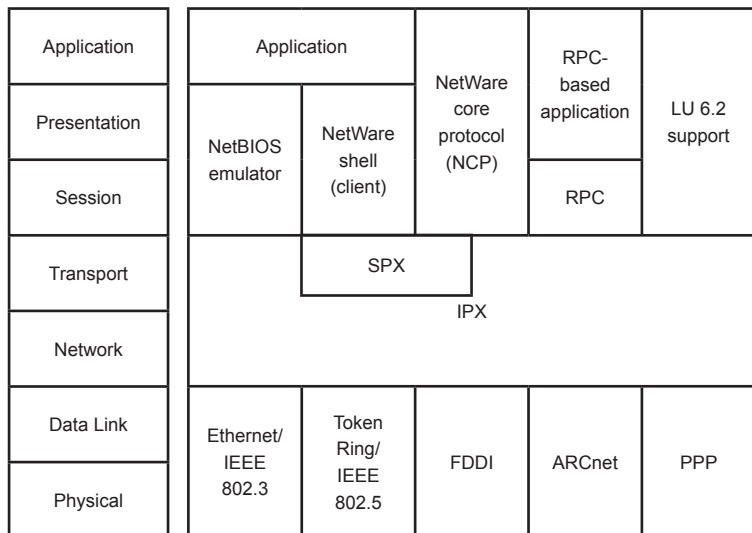 Application
Presentation
Session
Transport
Network
Data Link
Physical
Application
NetBIOS
emulator
NetWare
shell
(client)
NetWare
core
protocol
(NCP)
RPC-
based
application
RPC
LU 6.2
support
SPX
IPX
Ethernet/
IEEE
802.3
Token
Ring/
IEEE
802.5
FDDI
ARCnet
PPP